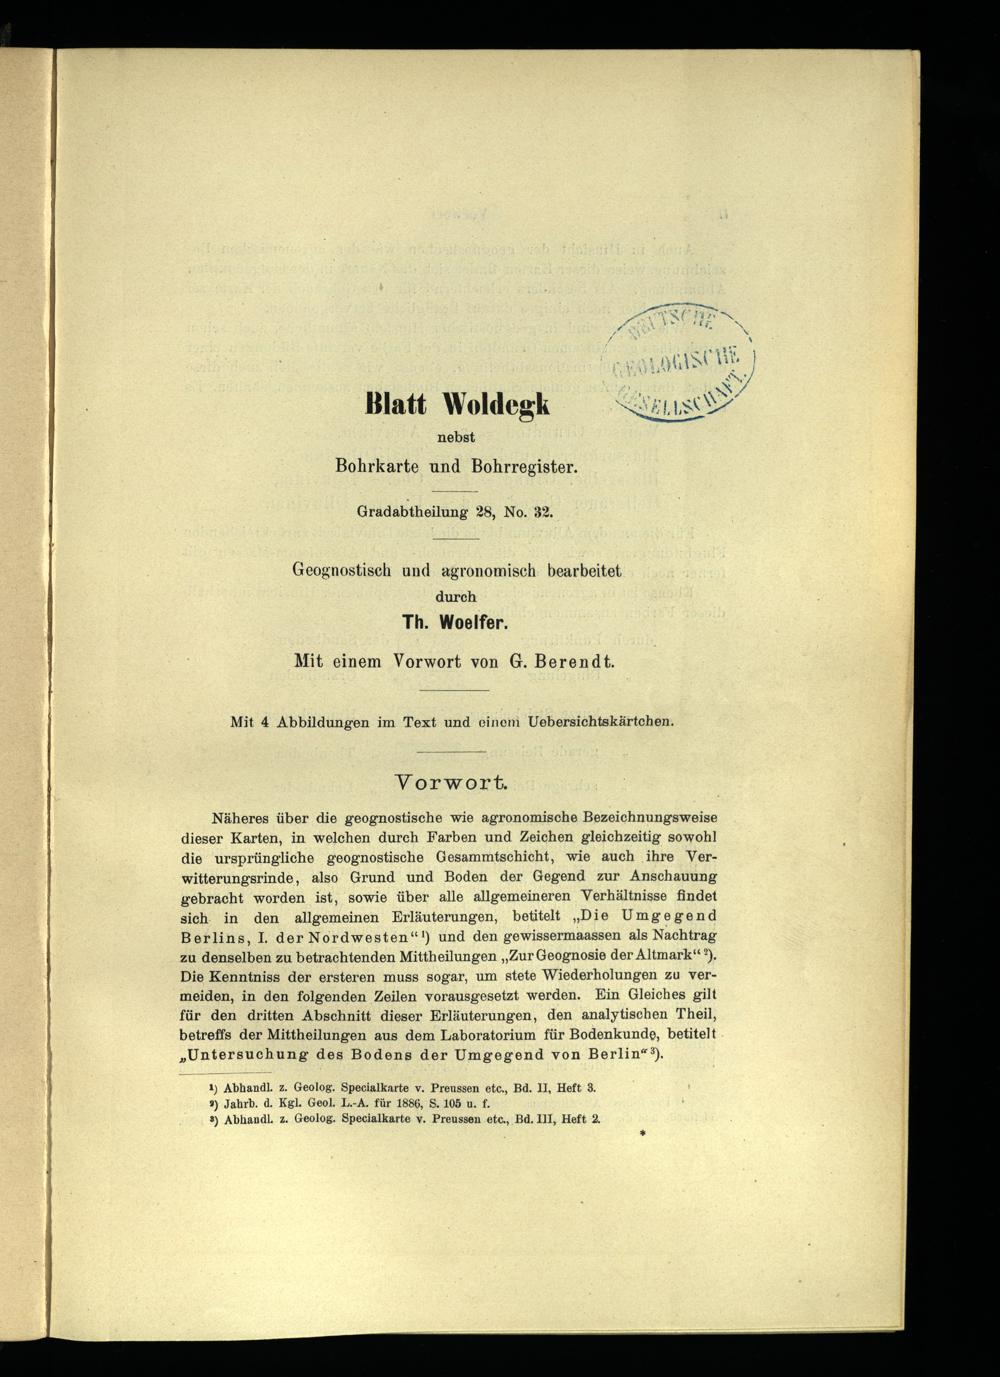 DEUTSCHE
GEOLOGISCHE
GESELLSCHAFT.
Blatt Woldegk
nebst
Bohrkarte und Bohrregister.
Gradabtheilung 28, No. 32.
Geognostisch und agronomisch bearbeitet
durch
Th. Woelfer.
Mit einem Vorwort von G. Berendt.
Mit 4 Abbildungen im Text und einem Uebersichtskärtchen.
Vorwort.
Näheres über die geognostische wie agronomische Bezeichnungsweise
dieser Karten, in welchen durch Farben und Zeichen gleichzeitig sowohl
die ursprüngliche geognostische Gesammtschicht, wie auch ihre Ver-
witterungsrinde, also Grund und Boden der Gegend zur Anschauung
gebracht worden ist, sowie über alle allgemeineren Verhältnisse findet
sich in den allgemeinen Erläuterungen, betitelt „Die Umgegend
Berlins, I. der Nordwesten“ ¹) und den gewissermaassen als Nachtrag
zu denselben zu betrachtenden Mittheilungen „Zur Geognosie der Altmark“ ²).
Die Kenntniss der ersteren muss sogar, um stete Wiederholungen zu ver-
meiden, in den folgenden Zeilen vorausgesetzt werden. Ein Gleiches gilt
für den dritten Abschnitt dieser Erläuterungen, den analytischen Theil,
betreffs der Mittheilungen aus dem Laboratorium für Bodenkunde, betitelt
„Untersuchung des Bodens der Umgegend von Berlin“ ³).
¹) Abhandl. z. Geolog. Specialkarte v. Preussen etc., Bd. II, Heft 3.
²) Jahrb. d. Kgl. Geol. L.-A. für 1886, S. 105 u. f.
³) Abhandl. z. Geolog. Specialkarte v. Preussen etc., Bd. III, Heft 2.
*